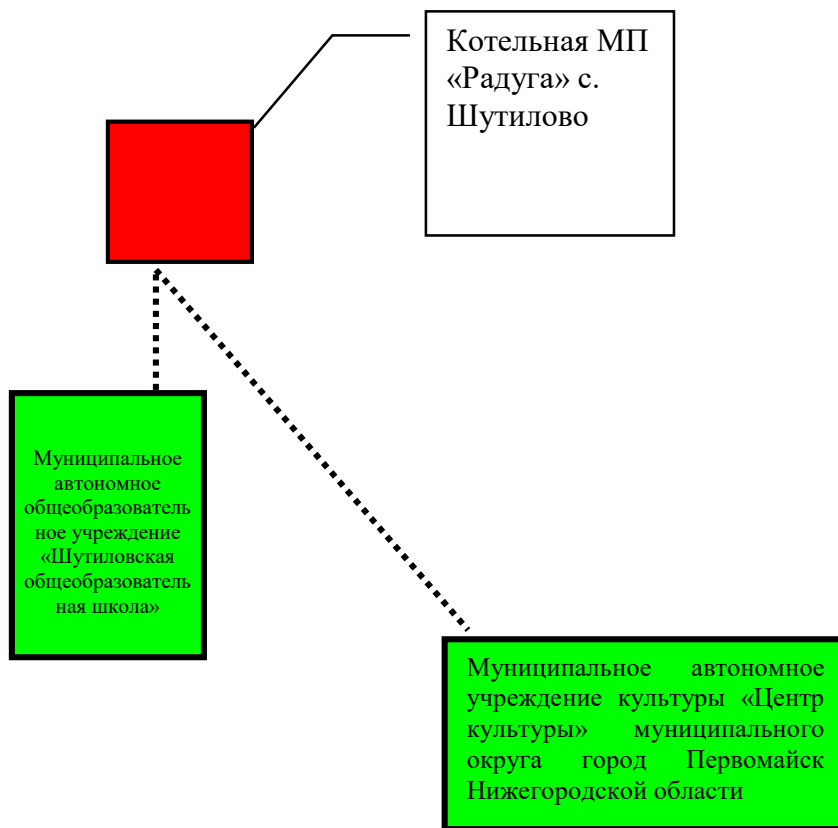 Котельная МП
«Радуга» с.
Шутилово
Муниципальное
автономное
общеобразователь
ное учреждение
«Шутиловская
общеобразователь
ная школа»
Муниципальное автономное
учреждение культуры «Центр
культуры» муниципального
округа город Первомайск
Нижегородской области